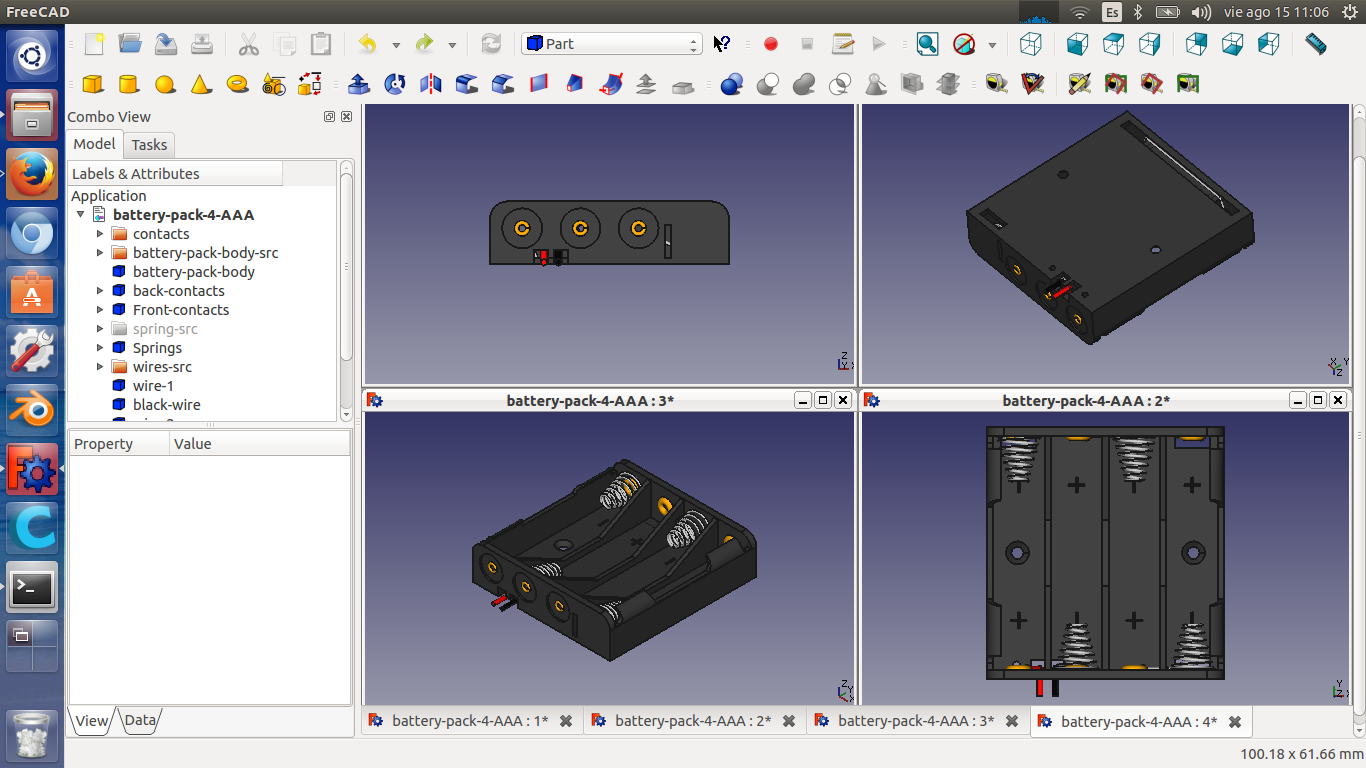 FreeCAD
Es
vie ago 15 11:06
Part
Combo View
Model
Tasks
Labels & Attributes
Application
battery-pack-4-AAA
contacts
battery-pack-body-src
battery-pack-body
back-contacts
Front-contacts
spring-src
Springs
wires-src
wire-1
black-wire
Property
Value
View
Data
battery-pack-4-AAA : 3*
battery-pack-4-AAA : 2*
battery-pack-4-AAA : 1*
battery-pack-4-AAA : 2*
battery-pack-4-AAA : 3*
battery-pack-4-AAA : 4*
100.18 x 61.66 mm